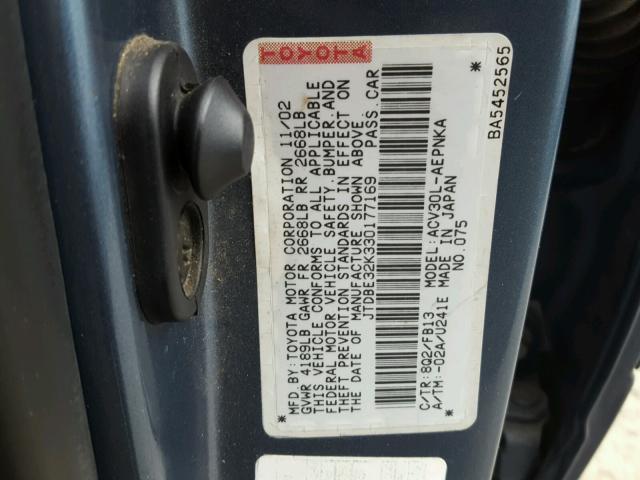 TOYOTA
MFD.BY:TOYOTA MOTOR CORPORATION 11/02
GVWR 4189LB GAWR FR 2668LB RR 2668LB
THIS VEHICLE CONFORMS TO ALL APPLICABLE
FEDERAL MOTOR VEHICLE SAFETY,BUMPER,AND
THEFT PREVENTION STANDARDS IN EFFECT ON
THE DATE OF MANUFACTURE SHOWN ABOVE.
JTDBE32K330177169 PASS.CAR
C/TR:8Q2/FB13 MODEL:ACV30L-AEPNKA
A/TM:-02A/U241E MADE IN JAPAN
NO.075
BA5452565